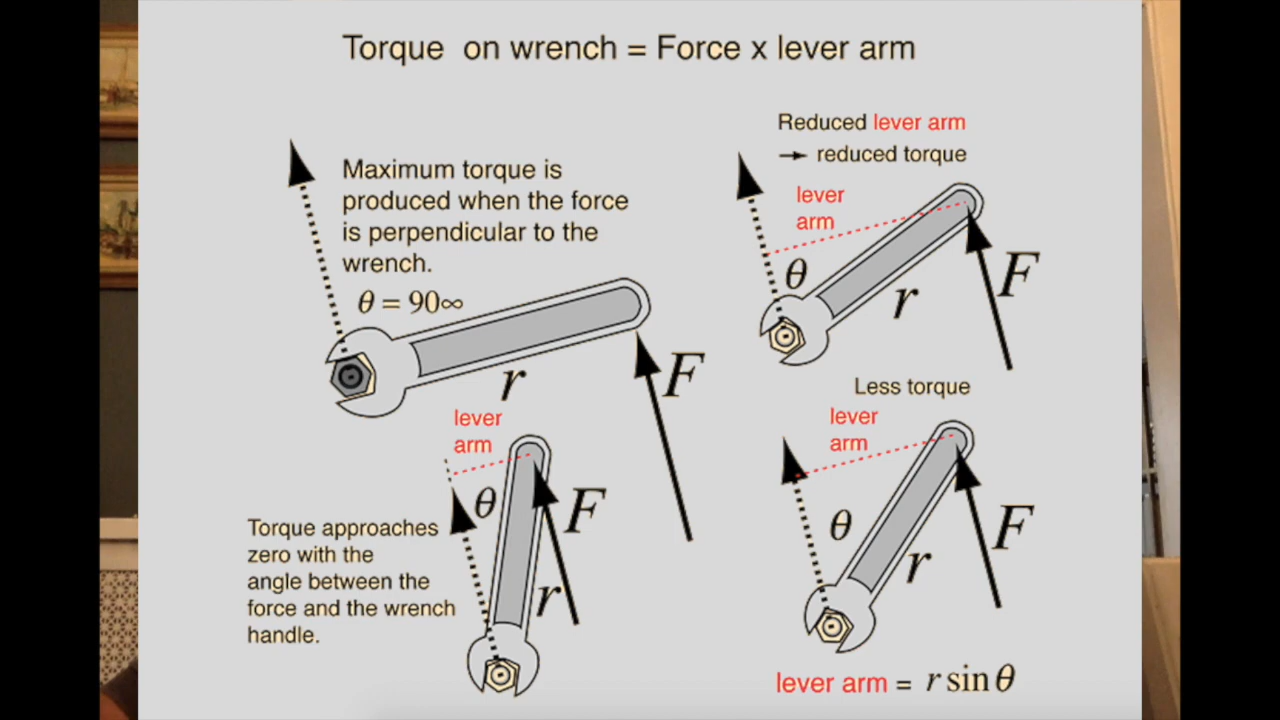 Torque on wrench = Force x lever arm
Maximum torque is
produced when the force
is perpendicular to the
wrench.
θ = 90∞
r
F
Reduced lever arm
→ reduced torque
lever
arm
θ
r
F
lever
arm
θ
F
r
Torque approaches
zero with the
angle between the
force and the wrench
handle.
Less torque
lever
arm
θ
r
F
lever arm = r sin θ